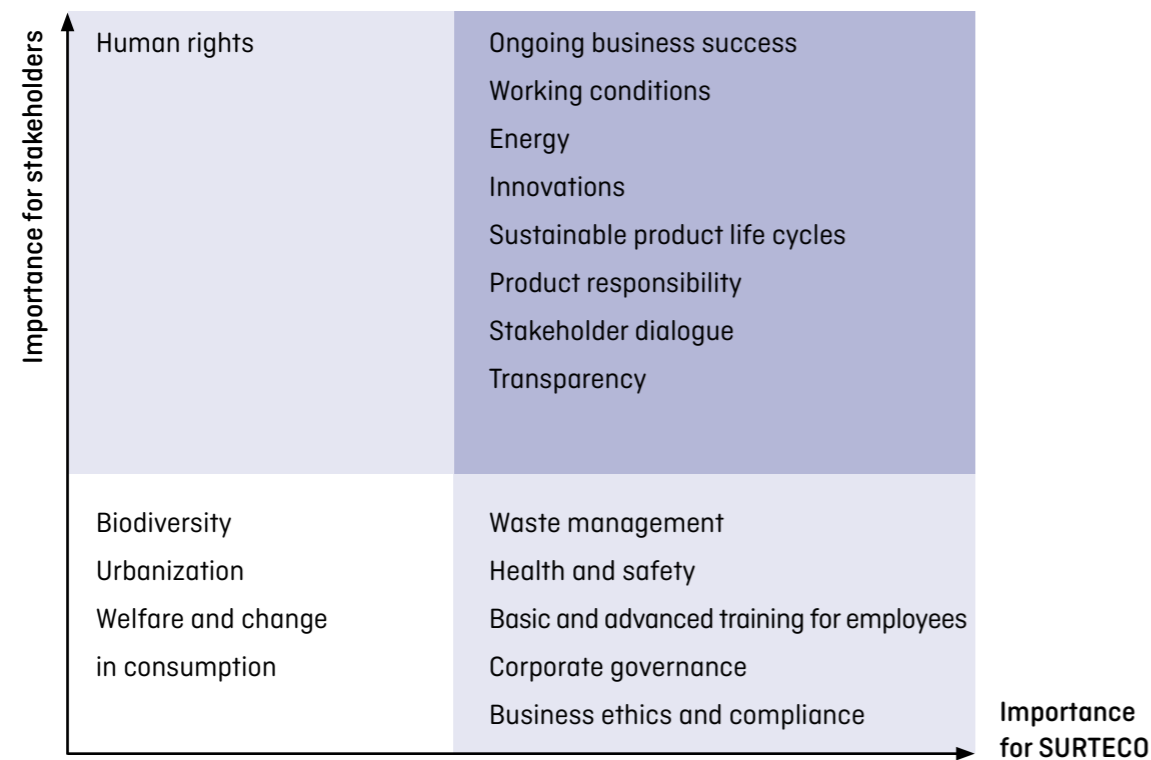 Importance for stakeholders
Human rights
Ongoing business success
Working conditions
Energy
Innovations
Sustainable product life cycles
Product responsibility
Stakeholder dialogue
Transparency
Biodiversity
Urbanization
Welfare and change
in consumption
Waste management
Health and safety
Basic and advanced training for employees
Corporate governance
Business ethics and compliance
Importance
for SURTECO